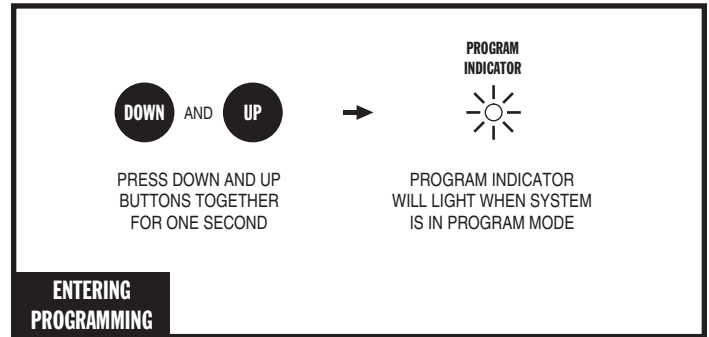 PROGRAM
INDICATOR
DOWN AND UP
PRESS DOWN AND UP
BUTTONS TOGETHER
FOR ONE SECOND
PROGRAM INDICATOR
WILL LIGHT WHEN SYSTEM
IS IN PROGRAM MODE
ENTERING
PROGRAMMING